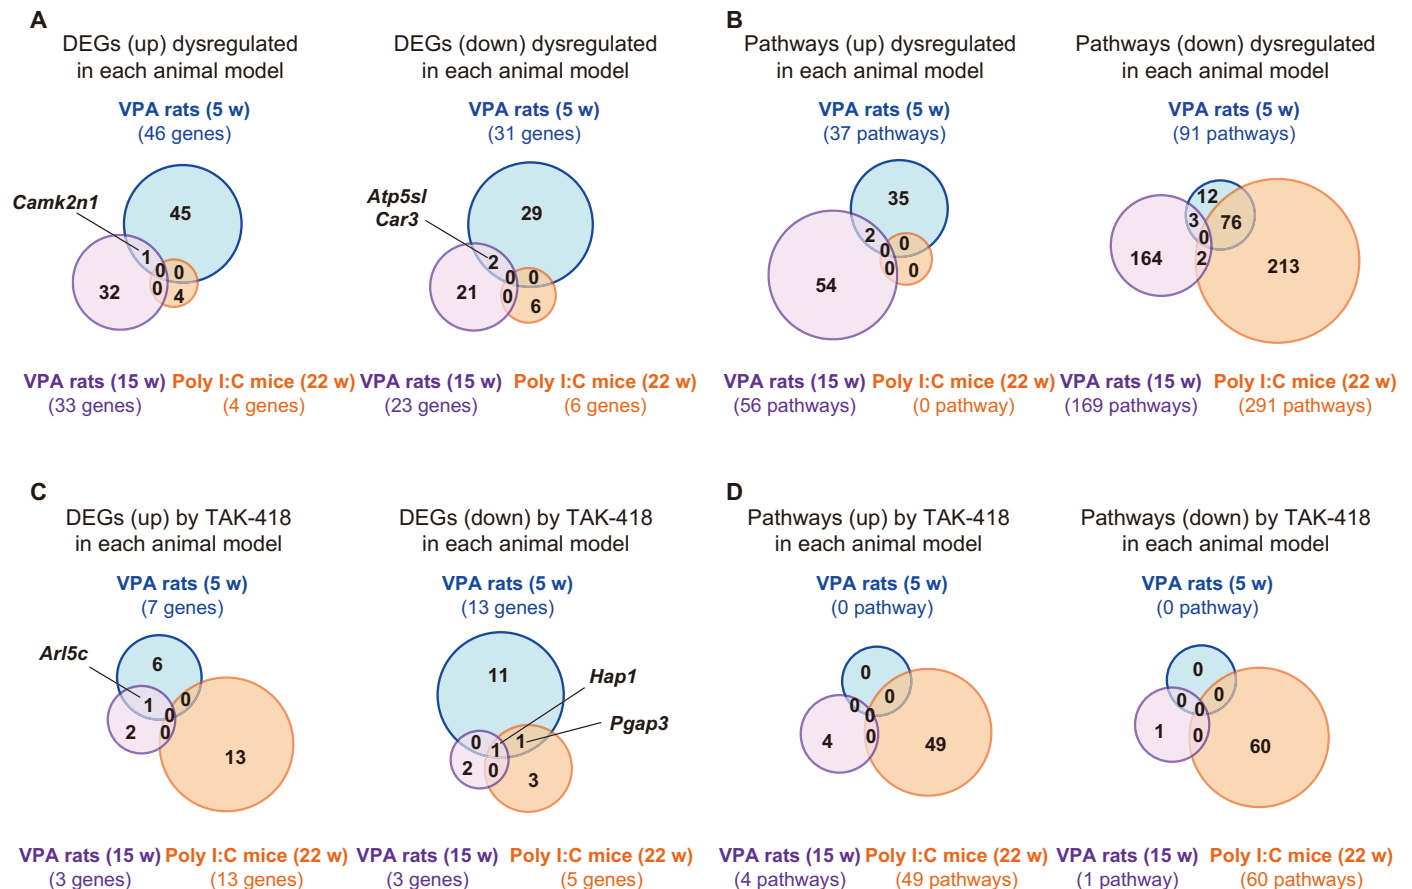 A
DEGs (up) dysregulated
in each animal model
VPA rats (5 w)
(46 genes)
Camk2n1
45
1
0
0
0
32
4
VPA rats (15 w)
(33 genes)
Poly I:C mice (22 w)
(4 genes)
DEGs (down) dysregulated
in each animal model
VPA rats (5 w)
(31 genes)
Atp5sl
Car3
29
2
0
0
0
21
6
VPA rats (15 w)
(23 genes)
Poly I:C mice (22 w)
(6 genes)
B
Pathways (up) dysregulated
in each animal model
VPA rats (5 w)
(37 pathways)
35
2
0
0
0
0
54
VPA rats (15 w)
(56 pathways)
Poly I:C mice (22 w)
(0 pathway)
Pathways (down) dysregulated
in each animal model
VPA rats (5 w)
(91 pathways)
12
3
76
0
2
164
213
VPA rats (15 w)
(169 pathways)
Poly I:C mice (22 w)
(291 pathways)
C
DEGs (up) by TAK-418
in each animal model
VPA rats (5 w)
(7 genes)
Arl5c
6
1
0
0
0
2
13
VPA rats (15 w)
(3 genes)
Poly I:C mice (22 w)
(13 genes)
DEGs (down) by TAK-418
in each animal model
VPA rats (5 w)
(13 genes)
11
Hap1
Pgap3
0
1
1
2
0
3
VPA rats (15 w)
(3 genes)
Poly I:C mice (22 w)
(5 genes)
D
Pathways (up) by TAK-418
in each animal model
VPA rats (5 w)
(0 pathway)
0
0
0
0
0
4
49
VPA rats (15 w)
(4 pathways)
Poly I:C mice (22 w)
(49 pathways)
Pathways (down) by TAK-418
in each animal model
VPA rats (5 w)
(0 pathway)
0
0
0
0
0
1
60
VPA rats (15 w)
(1 pathway)
Poly I:C mice (22 w)
(60 pathways)